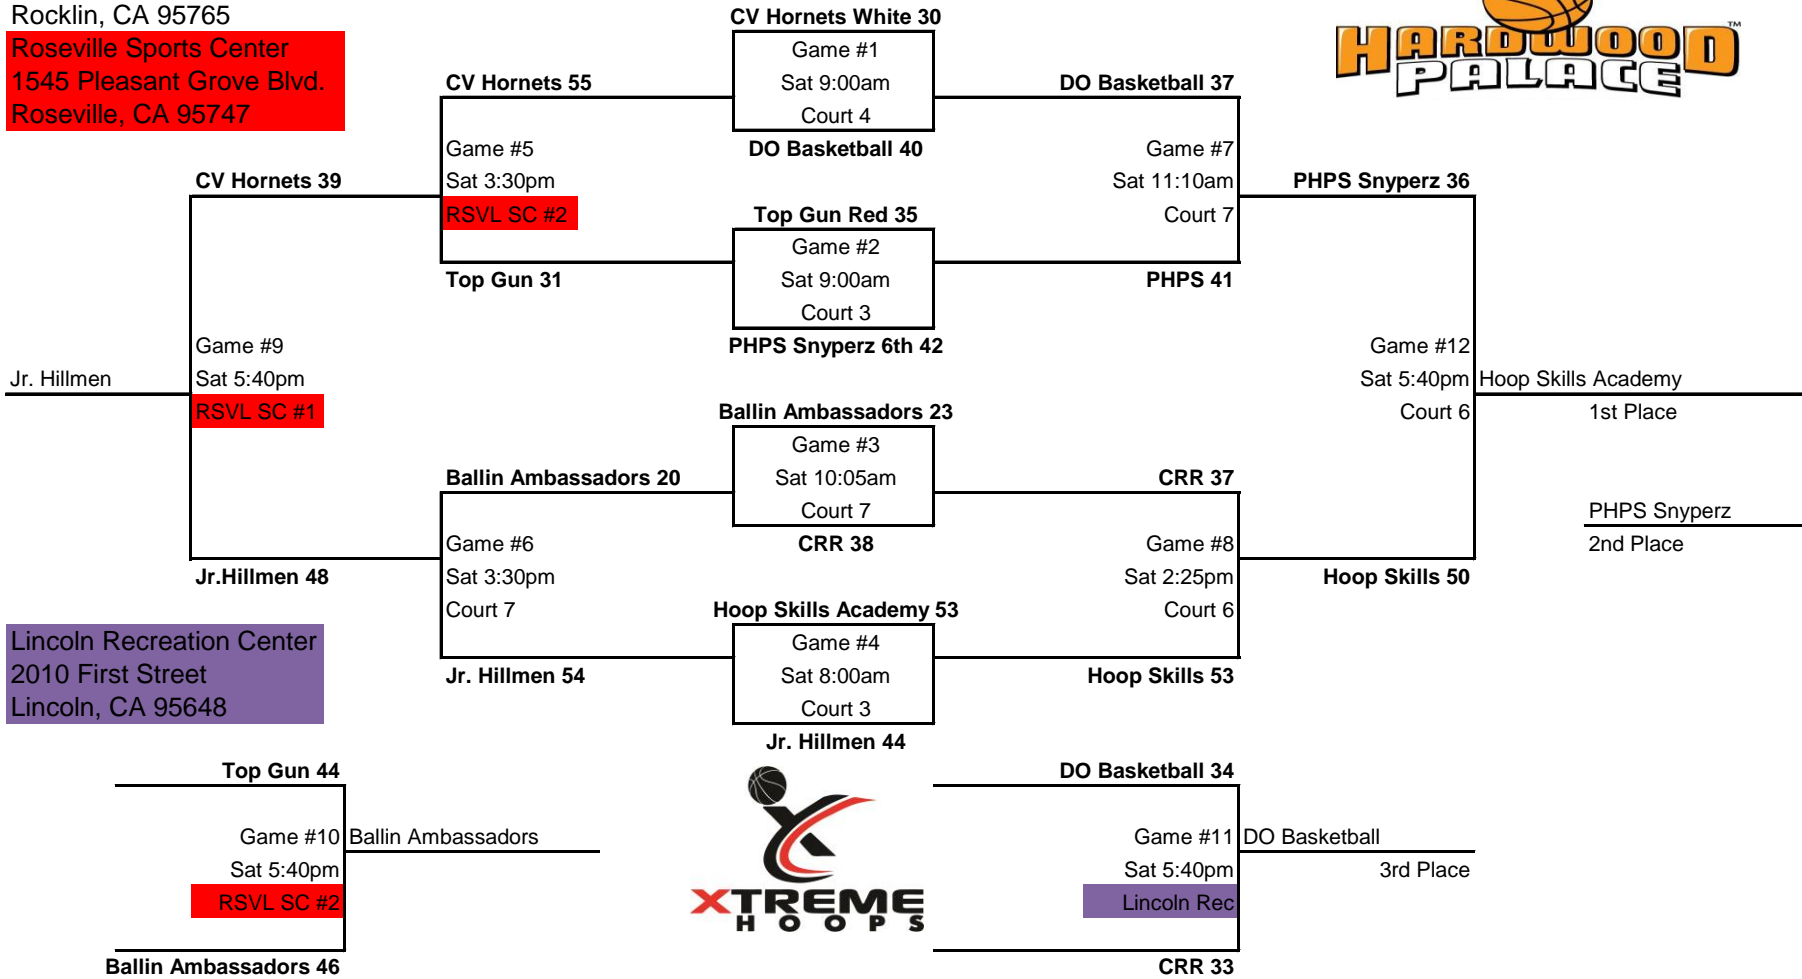 Rocklin, CA 95765
Roseville Sports Center
1545 Pleasant Grove Blvd.
Roseville, CA 95747
HARDWOOD
PALACE
TM
CV Hornets White 30
Game #1
Sat 9:00am
Court 4
DO Basketball 40
CV Hornets 55
Game #5
Sat 3:30pm
RSVL SC #2
Top Gun 31
DO Basketball 37
Game #7
Sat 11:10am
Court 7
PHPS 41
CV Hornets 39
PHPS Snyperz 36
Top Gun Red 35
Game #2
Sat 9:00am
Court 3
PHPS Snyperz 6th 42
Game #9
Sat 5:40pm
RSVL SC #1
Jr. Hillmen
Game #12
Sat 5:40pm
Court 6
Hoop Skills Academy
1st Place
Ballin Ambassadors 23
Game #3
Sat 10:05am
Court 7
CRR 38
Ballin Ambassadors 20
Game #6
Sat 3:30pm
Court 7
Jr. Hillmen 54
CRR 37
Game #8
Sat 2:25pm
Court 6
Hoop Skills 53
PHPS Snyperz
2nd Place
Jr.Hillmen 48
Hoop Skills 50
Hoop Skills Academy 53
Game #4
Sat 8:00am
Court 3
Jr. Hillmen 44
Lincoln Recreation Center
2010 First Street
Lincoln, CA 95648
Top Gun 44
Game #10
Sat 5:40pm
RSVL SC #2
Ballin Ambassadors
Ballin Ambassadors 46
XTREME
HOOPS
DO Basketball 34
Game #11
Sat 5:40pm
Lincoln Rec
DO Basketball
3rd Place
CRR 33